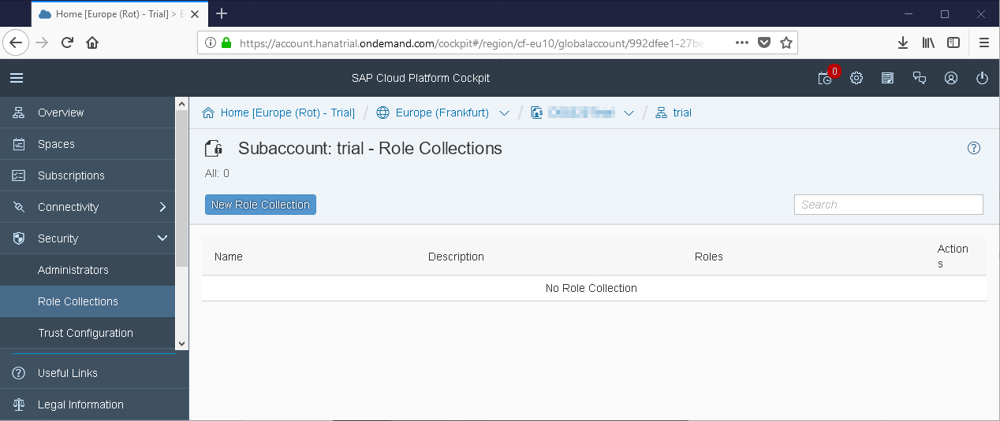 Home [Europe (Rot) - Trial] > E
https://account.hanatrial.ondemand.com/cockpit#/region/cf-eu10/globalaccount/992dfee1-27be
SAP Cloud Platform Cockpit
0
Overview
Spaces
Subscriptions
Connectivity
Security
Administrators
Role Collections
Trust Configuration
Useful Links
Legal Information
Home [Europe (Rot) - Trial] / Europe (Frankfurt) / / trial
Subaccount: trial - Role Collections
All: 0
New Role Collection
Search
Name Description Roles Action
s
No Role Collection